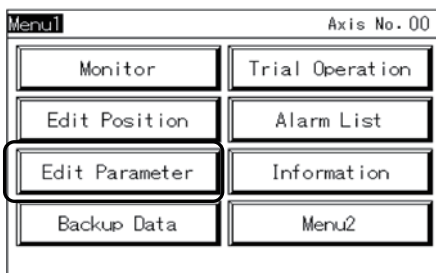 Menu1 Axis No.00
Monitor Trial Operation
Edit Position Alarm List
Edit Parameter Information
Backup Data Menu2